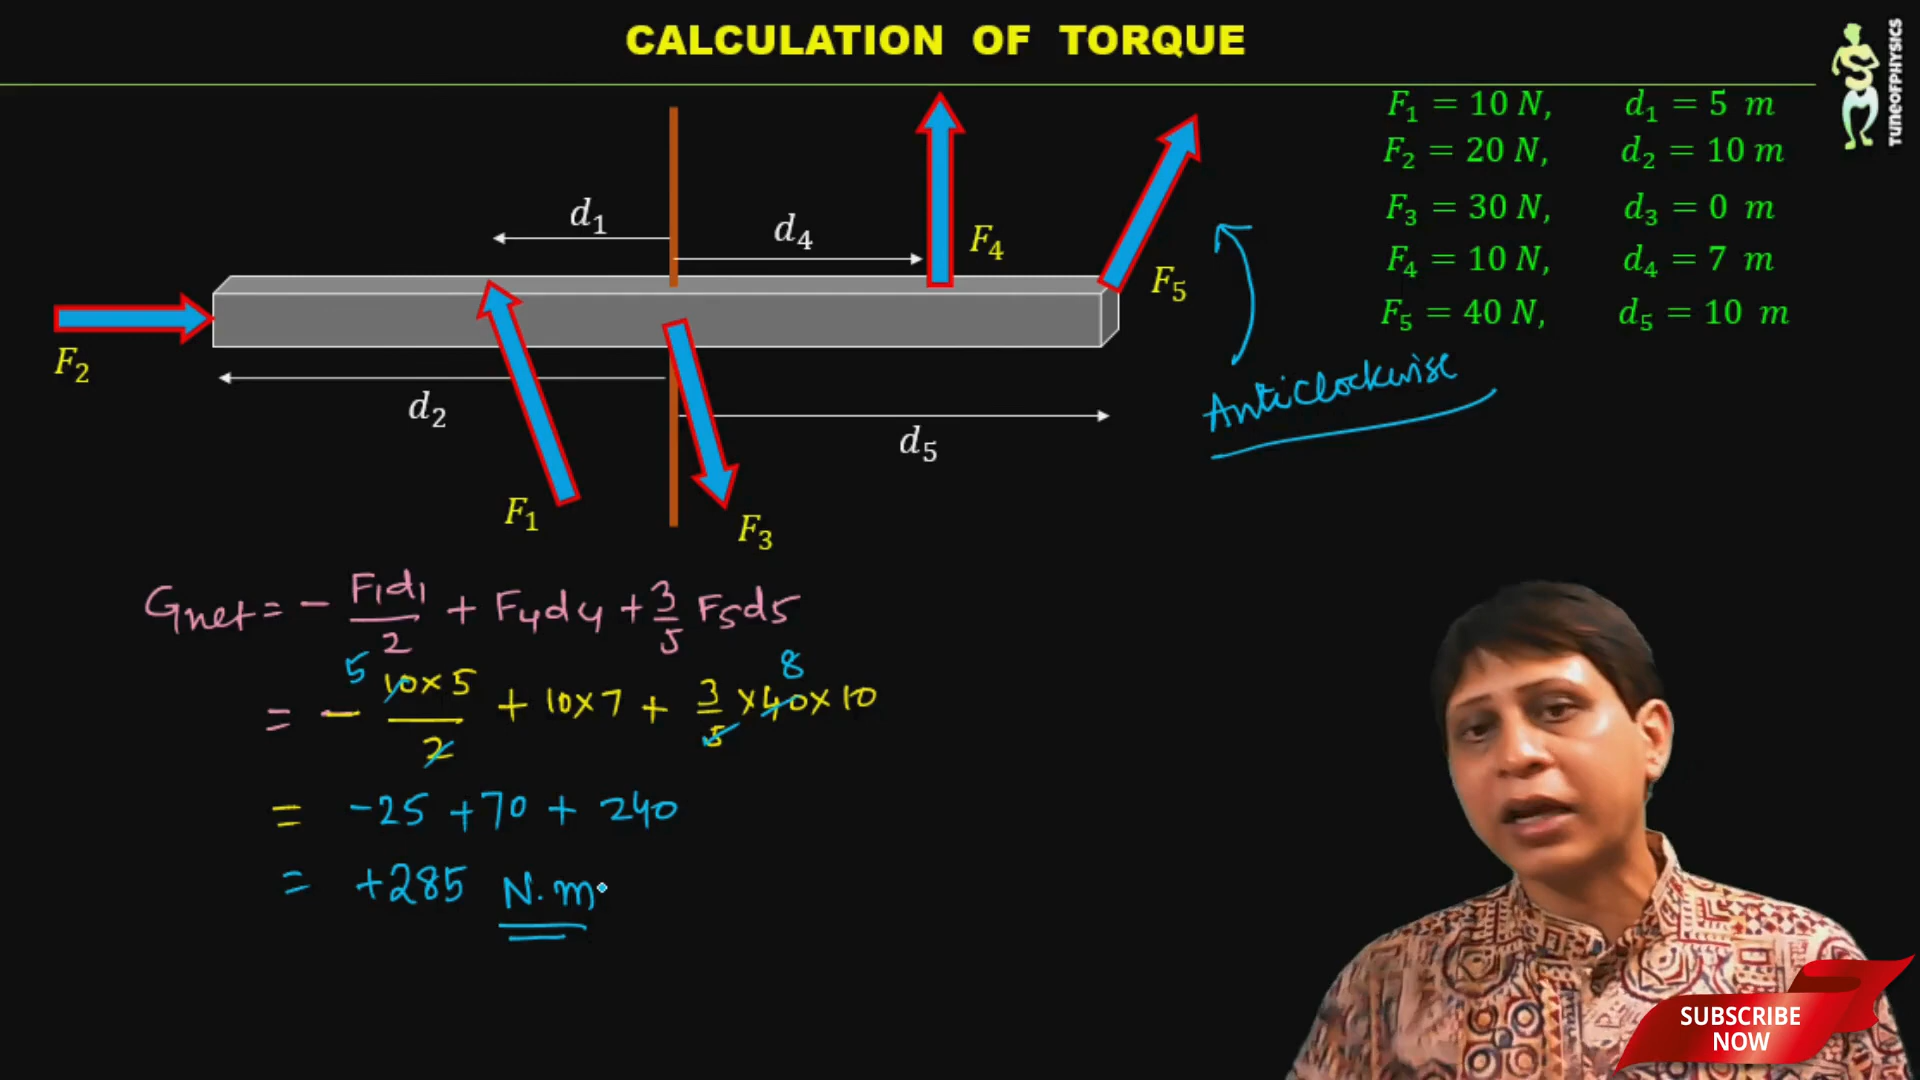 CALCULATION OF TORQUE
TUNEOFPHYSICS
F₁ = 10 N, d₁ = 5 m
F₂ = 20 N, d₂ = 10 m
F₃ = 30 N, d₃ = 0 m
F₄ = 10 N, d₄ = 7 m
F₅ = 40 N, d₅ = 10 m
d₁
d₄
F₄
F₅
F₂
d₂
d₅
Anticlockwise
F₁
F₃
Gnet = - F₁d₁/2 + F₄d₄ + 3/5 F₅d₅
5 8
= - 10×5/2 + 10×7 + 3/5 ×40×10
= -25 +70 + 240
= +285 N.m
SUBSCRIBE
NOW